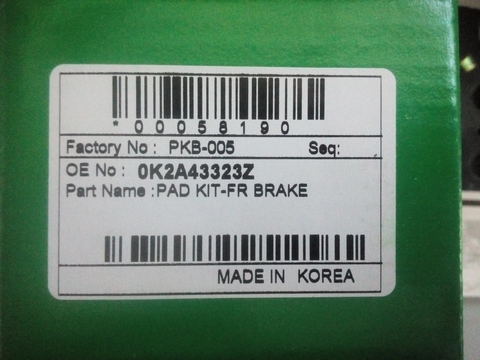 *00058190
Factory No : PKB-005 Seq:
OE No : 0K2A43323Z
Part Name :PAD KIT-FR BRAKE
MADE IN KOREA